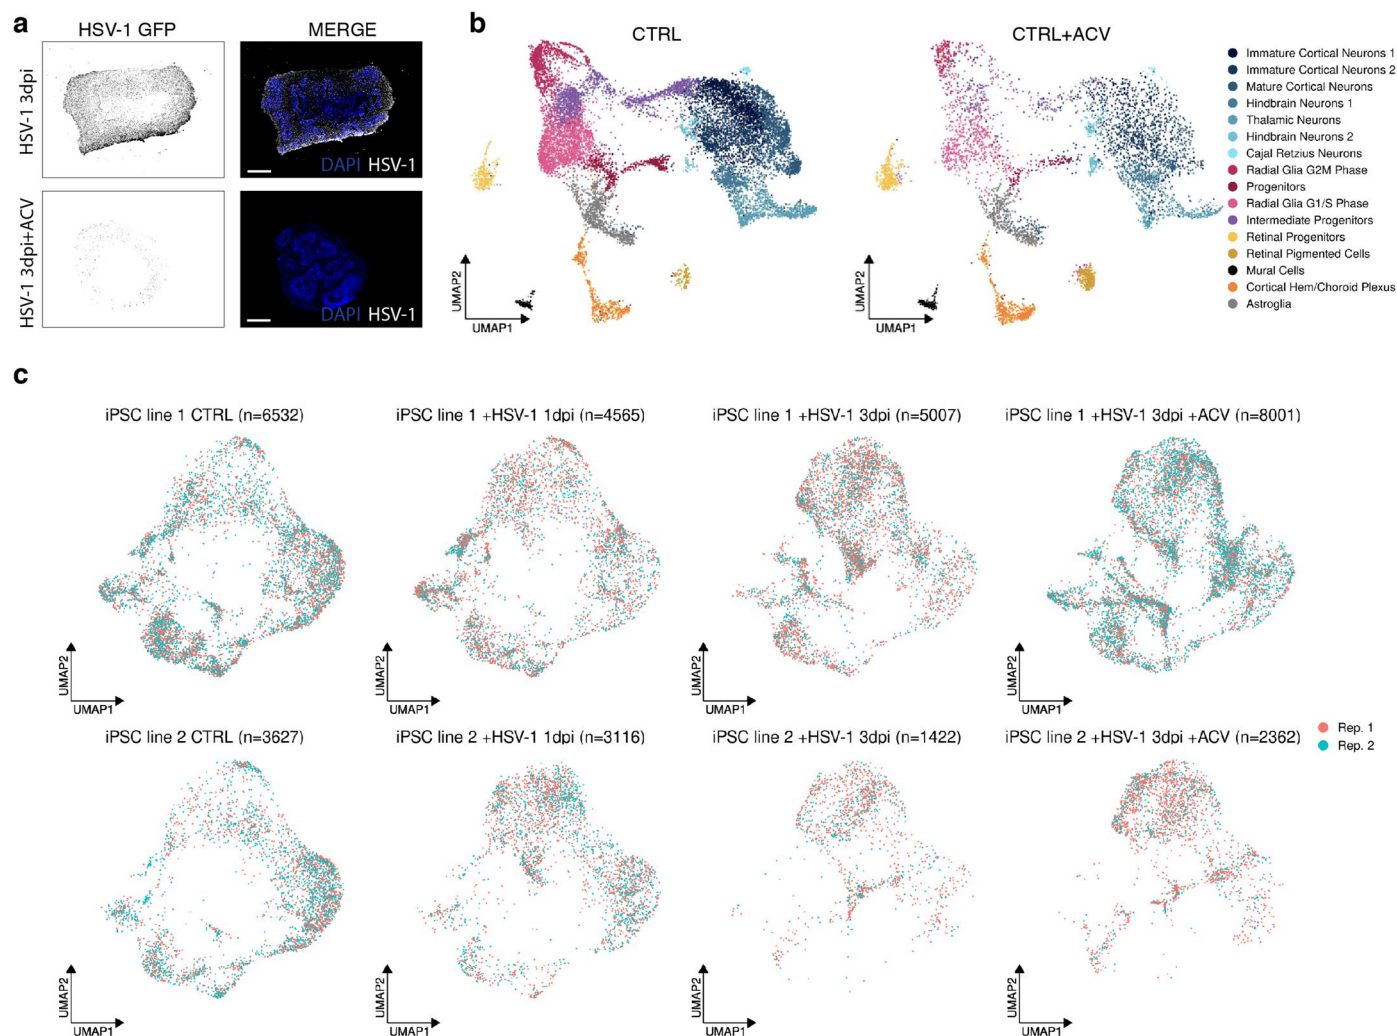 a
HSV-1 GFP
MERGE
HSV-1 3dpi
DAPI HSV-1
HSV-1 3dpi+ACV
DAPI HSV-1
b
CTRL
CTRL+ACV
UMAP2
UMAP1
UMAP2
UMAP1
Immature Cortical Neurons 1
Immature Cortical Neurons 2
Mature Cortical Neurons
Hindbrain Neurons 1
Thalamic Neurons
Hindbrain Neurons 2
Cajal Retzius Neurons
Radial Glia G2M Phase
Progenitors
Radial Glia G1/S Phase
Intermediate Progenitors
Retinal Progenitors
Retinal Pigmented Cells
Mural Cells
Cortical Hem/Choroid Plexus
Astroglia
c
iPSC line 1 CTRL (n=6532)
iPSC line 1 +HSV-1 1dpi (n=4565)
iPSC line 1 +HSV-1 3dpi (n=5007)
iPSC line 1 +HSV-1 3dpi +ACV (n=8001)
UMAP2
UMAP1
UMAP2
UMAP1
UMAP2
UMAP1
UMAP2
UMAP1
Rep. 1
Rep. 2
iPSC line 2 CTRL (n=3627)
iPSC line 2 +HSV-1 1dpi (n=3116)
iPSC line 2 +HSV-1 3dpi (n=1422)
iPSC line 2 +HSV-1 3dpi +ACV (n=2362)
UMAP2
UMAP1
UMAP2
UMAP1
UMAP2
UMAP1
UMAP2
UMAP1